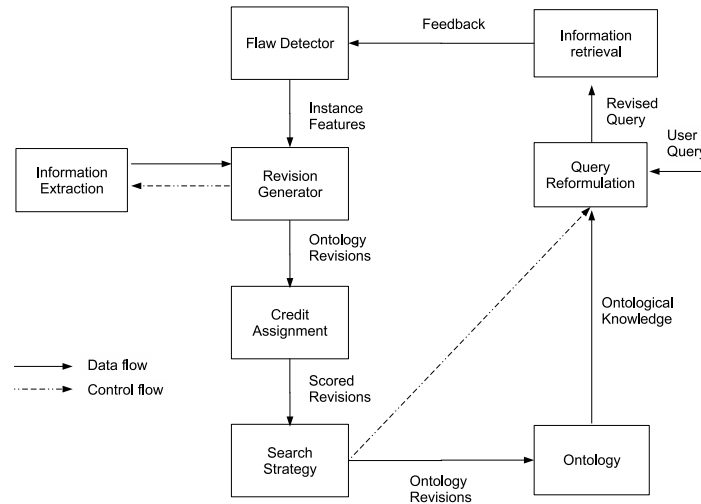 Flaw Detector
Feedback
Information
retrieval
Instance
Features
Revised
Query
User
Query
Information
Extraction
Revision
Generator
Query
Reformulation
Ontology
Revisions
Credit
Assignment
Ontological
Knowledge
Data flow
Control flow
Scored
Revisions
Search
Strategy
Ontology
Revisions
Ontology